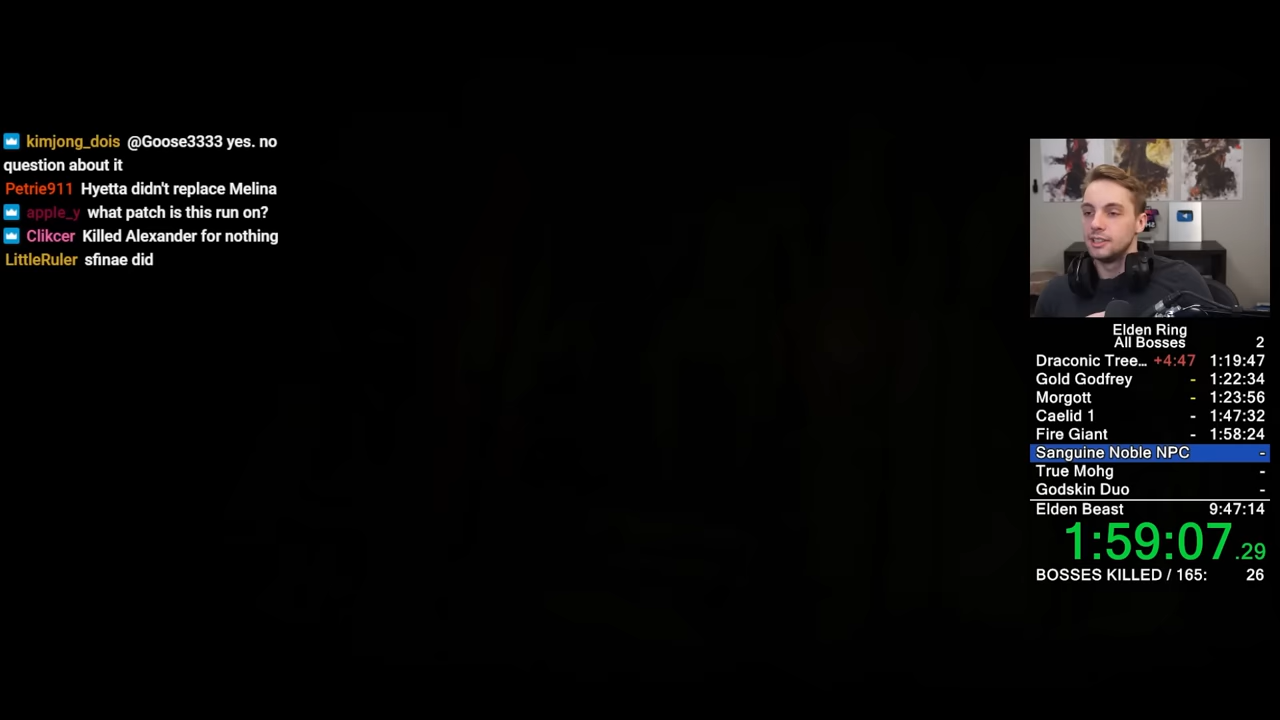 kimjong_dois @Goose3333 yes. no
question about it
Petrie911 Hyetta didn't replace Melina
apple_y what patch is this run on?
Clikcer Killed Alexander for nothing
LittleRuler sfinae did
Elden Ring
All Bosses 2
Draconic Tree... +4:47 1:19:47
Gold Godfrey - 1:22:34
Morgott - 1:23:56
Caelid 1 - 1:47:32
Fire Giant - 1:58:24
Sanguine Noble NPC -
True Mohg -
Godskin Duo -
Elden Beast 9:47:14
1:59:07.29
BOSSES KILLED / 165: 26